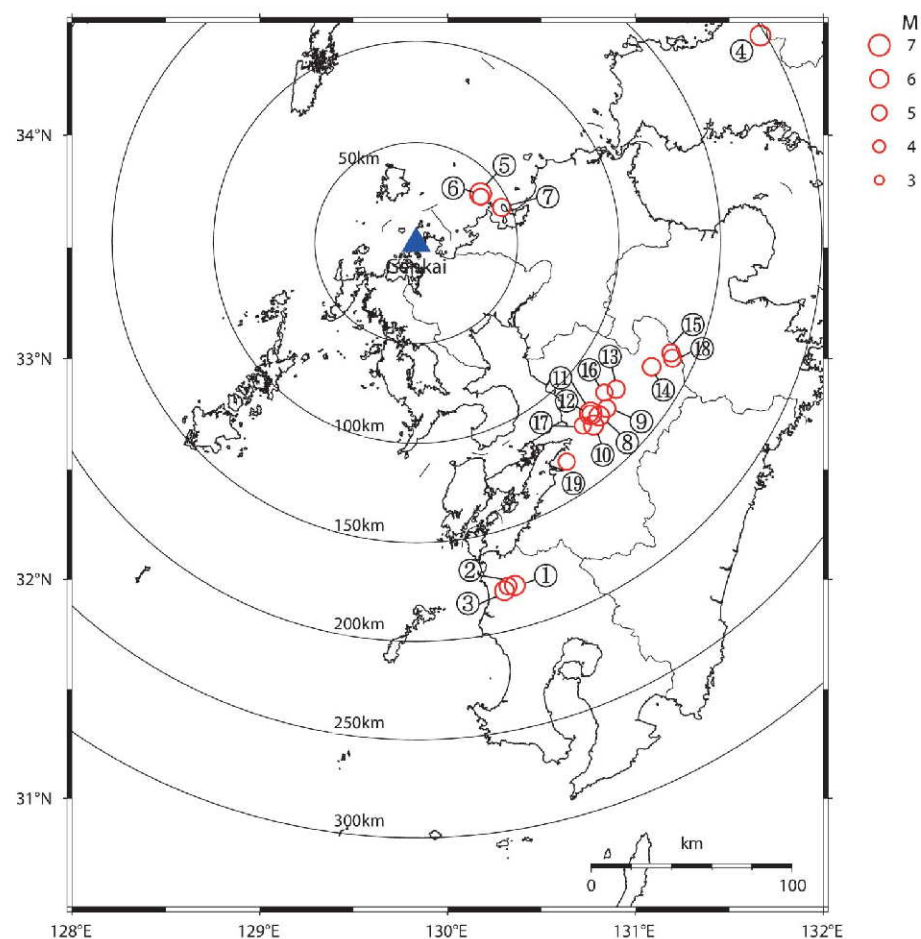 M
7
6
5
4
3
④
34°N
50km
⑤
⑥
⑦
Genkai
33°N
⑮
⑱
⑬
⑯
⑪
⑫
⑭
⑰
⑨
⑧
⑩
⑲
100km
150km
32°N
②
①
③
200km
250km
31°N
300km
km
0
100
128°E
129°E
130°E
131°E
132°E